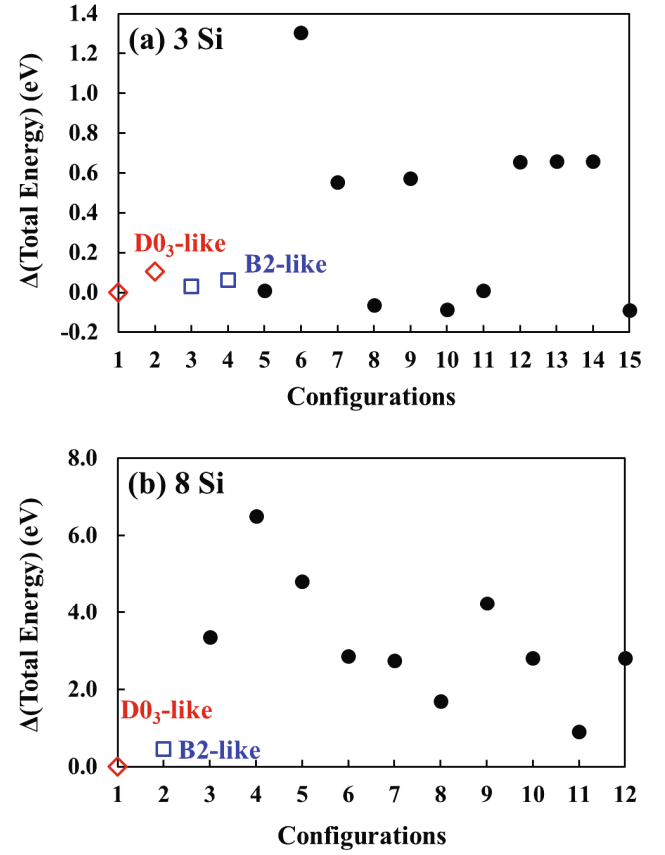 (a) 3 Si
Δ(Total Energy) (eV)
1.4
1.2
1.0
0.8
0.6
0.4
0.2
0.0
-0.2
D0₃-like
B2-like
1 2 3 4 5 6 7 8 9 10 11 12 13 14 15
Configurations
(b) 8 Si
Δ(Total Energy) (eV)
8.0
6.0
4.0
2.0
0.0
D0₃-like
B2-like
1 2 3 4 5 6 7 8 9 10 11 12
Configurations